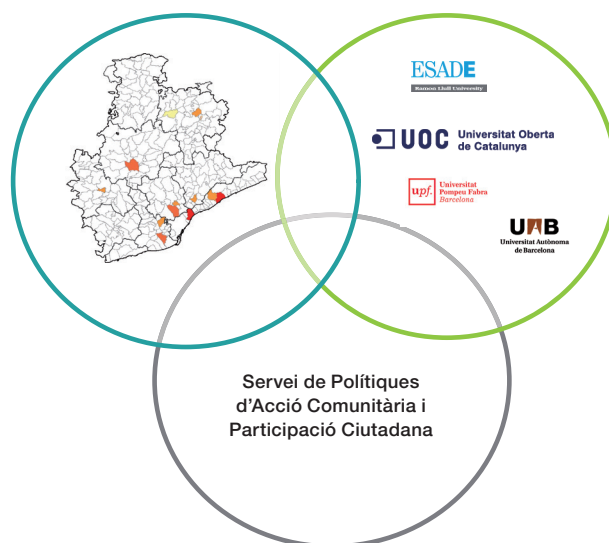 ESADE
Ramon Llull University
UOC Universitat Oberta
de Catalunya
upf. Universitat
Pompeu Fabra
Barcelona
UAB
Universitat Autònoma
de Barcelona
Servei de Polítiques
d’Acció Comunitària i
Participació Ciutadana